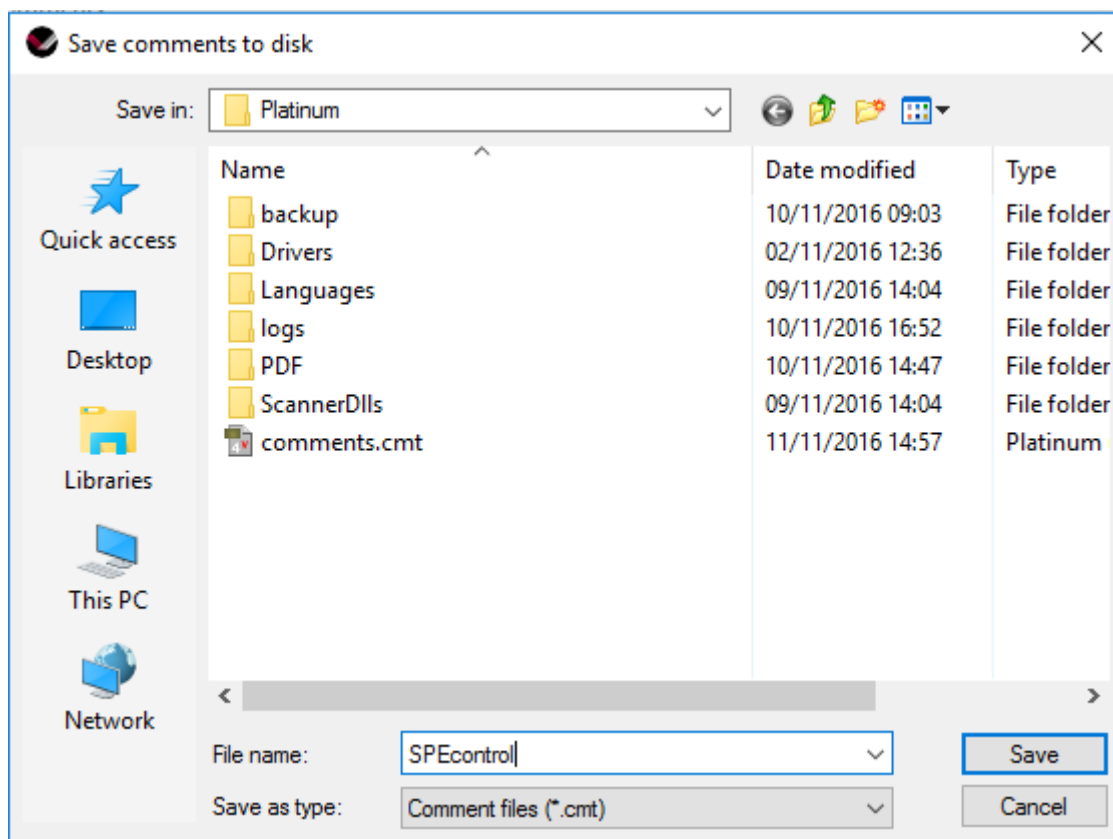 Save comments to disk
Save in: Platinum
Name Date modified Type
backup 10/11/2016 09:03 File folder
Drivers 02/11/2016 12:36 File folder
Languages 09/11/2016 14:04 File folder
logs 10/11/2016 16:52 File folder
PDF 10/11/2016 14:47 File folder
ScannerDlls 09/11/2016 14:04 File folder
comments.cmt 11/11/2016 14:57 Platinum
Quick access
Desktop
Libraries
This PC
Network
File name: SPEcontrol Save
Save as type: Comment files (*.cmt) Cancel